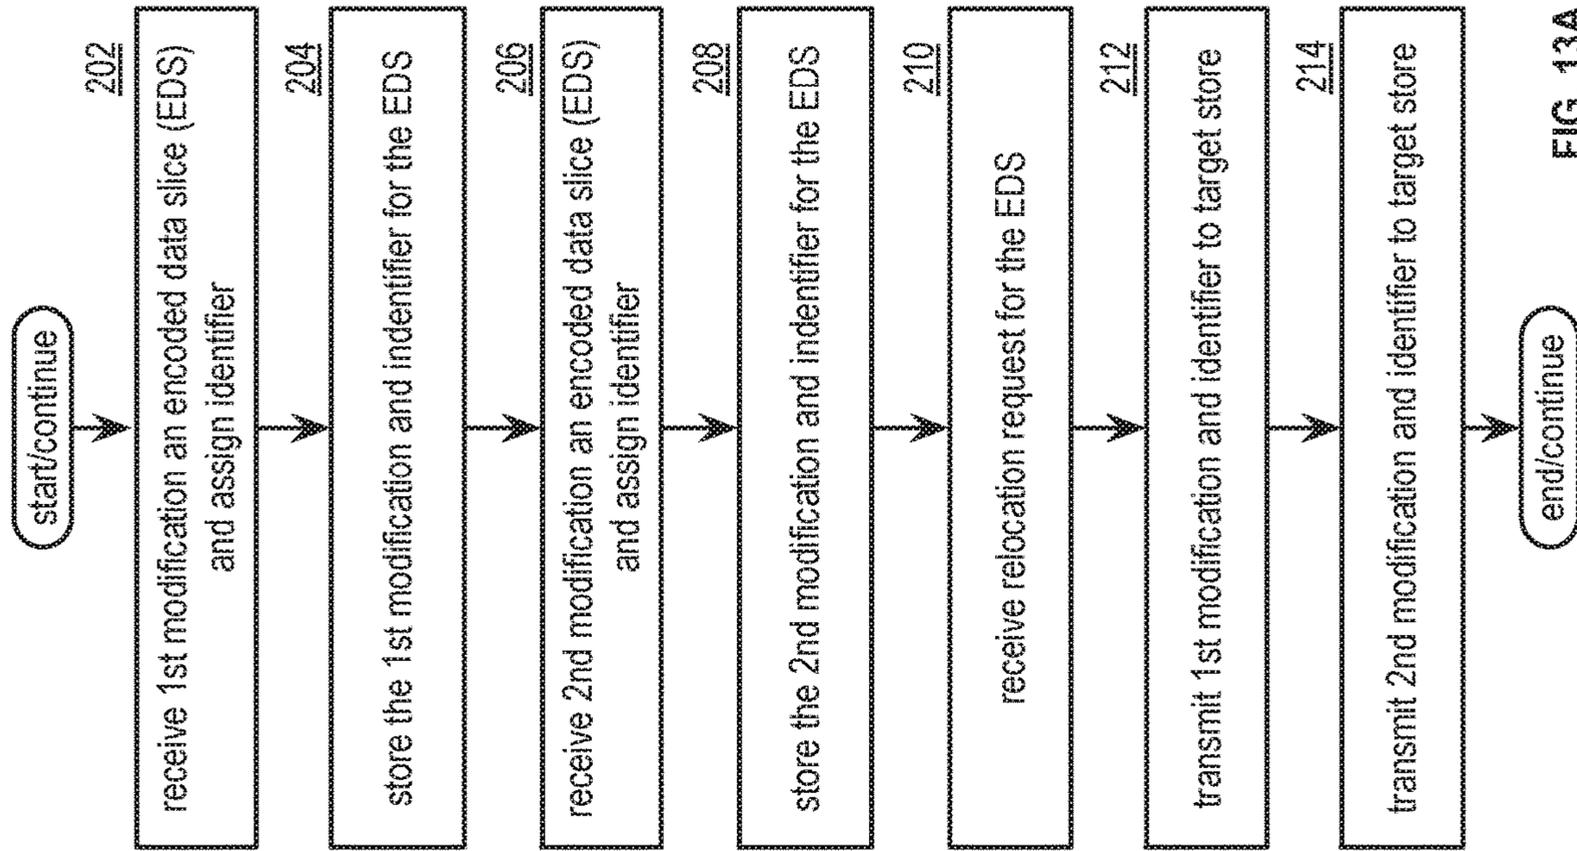 start/continue
202
receive 1st modification an encoded data slice (EDS)
and assign identifier
204
store the 1st modification and indentifier for the EDS
206
receive 2nd modification an encoded data slice (EDS)
and assign identifier
208
store the 2nd modification and indentifier for the EDS
210
receive relocation request for the EDS
212
transmit 1st modification and identifier to target store
214
transmit 2nd modification and identifier to target store
end/continue
FIG. 13A